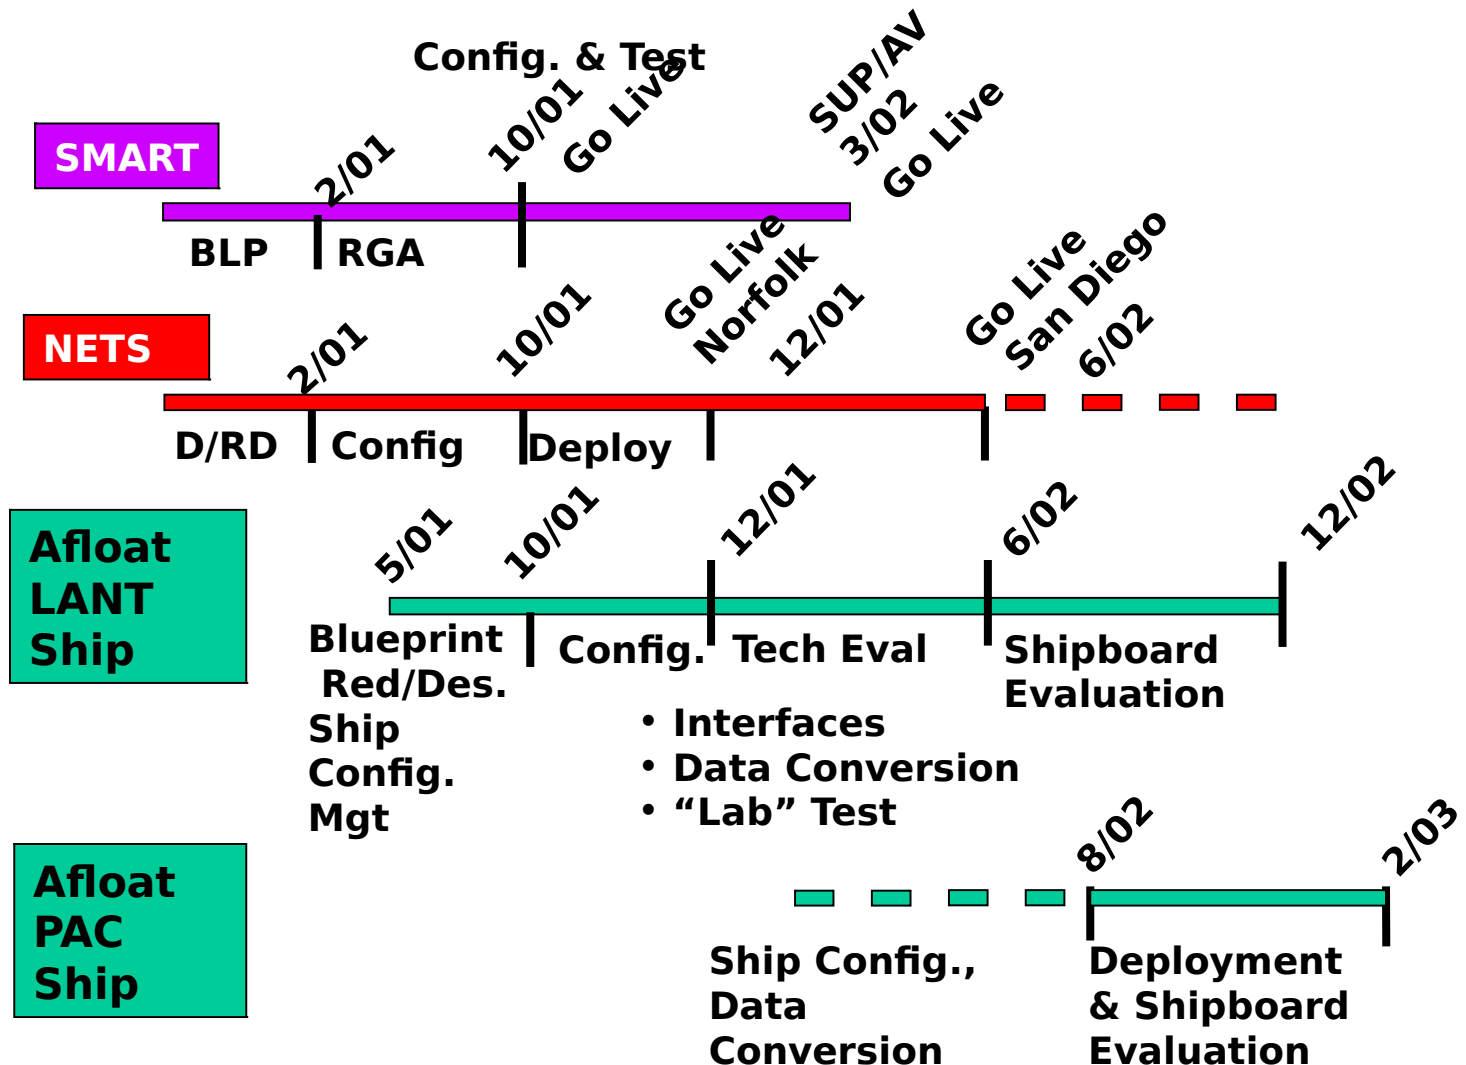 Config. & Test
SMART
2/01
10/01
Go Live
SUP/AV
3/02
Go Live
BLP
RGA
NETS
2/01
10/01
Go Live
Norfolk
12/01
Go Live
San Diego
6/02
D/RD
Config
Deploy
Afloat
LANT
Ship
5/01
10/01
12/01
6/02
12/02
Blueprint
Red/Des.
Ship
Config.
Mgt
Config.
Tech Eval
Shipboard
Evaluation
• Interfaces
• Data Conversion
• “Lab” Test
Afloat
PAC
Ship
8/02
2/03
Ship Config.,
Data
Conversion
Deployment
& Shipboard
Evaluation